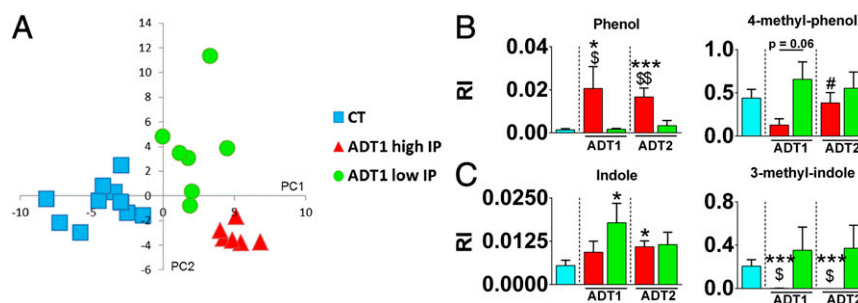 A
14
12
10
8
6
4
2
0
-2
-4
-6
-10
-5
0
5
10
PC1
PC2
CT
ADT1 high IP
ADT1 low IP
B
Phenol
RI
0.04
0.02
0.00
*
$
***
$$
ADT1
ADT2
4-methyl-phenol
1.0
0.5
0.0
p = 0.06
#
ADT1
ADT2
C
Indole
RI
0.0250
0.0125
0.0000
*
*
ADT1
ADT2
3-methyl-indole
0.8
0.4
0.0
***
$
***
$
ADT1
ADT2